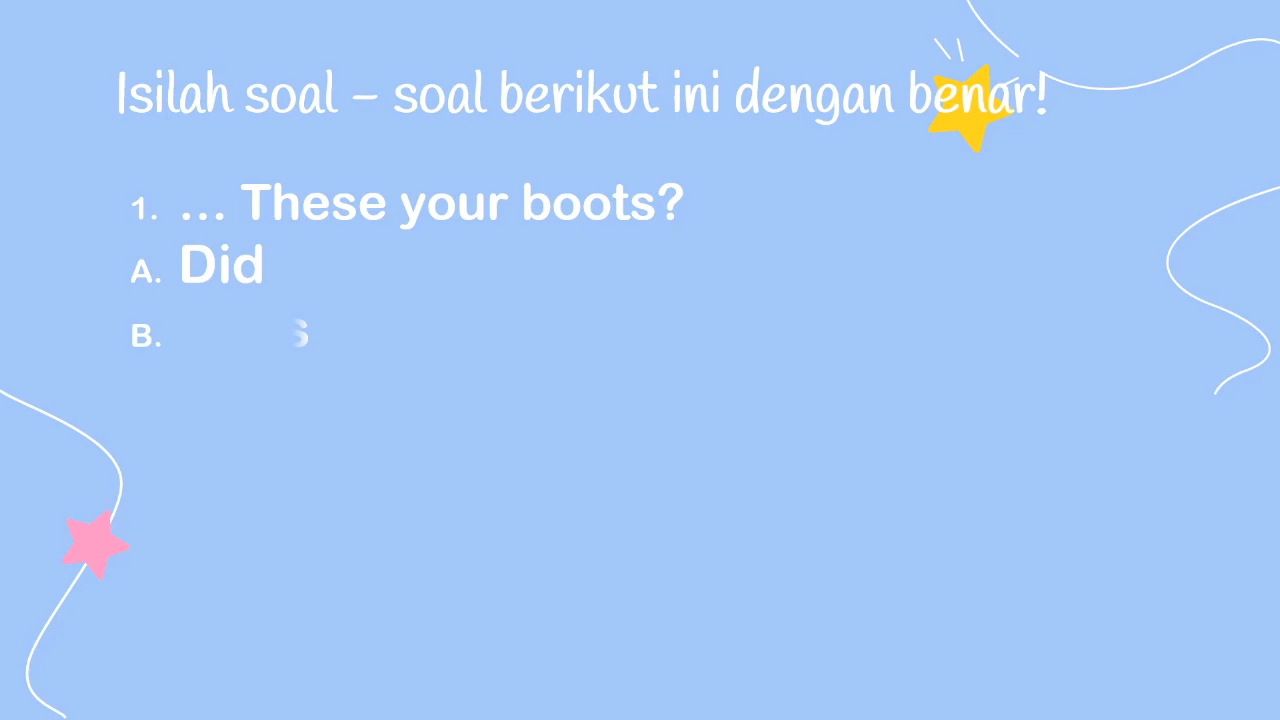 Isilah soal – soal berikut ini dengan benar!
1. ... These your boots?
A. Did
B.